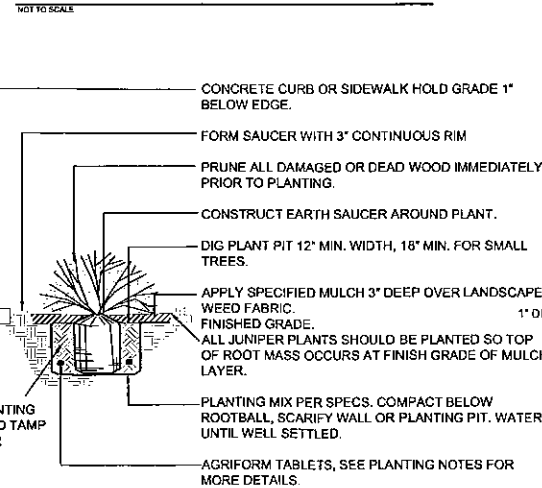 NOT TO SCALE
CONCRETE CURB OR SIDEWALK HOLD GRADE 1"
BELOW EDGE.
FORM SAUCER WITH 3" CONTINUOUS RIM
PRUNE ALL DAMAGED OR DEAD WOOD IMMEDIATELY
PRIOR TO PLANTING.
CONSTRUCT EARTH SAUCER AROUND PLANT.
DIG PLANT PIT 12" MIN. WIDTH, 18" MIN. FOR SMALL
TREES.
APPLY SPECIFIED MULCH 3" DEEP OVER LANDSCAPE
WEED FABRIC.
FINISHED GRADE.
1"
ALL JUNIPER PLANTS SHOULD BE PLANTED SO TOP
OF ROOT MASS OCCURS AT FINISH GRADE OF MULCH
LAYER.
PLANTING MIX PER SPECS. COMPACT BELOW
ROOTBALL, SCARIFY WALL OR PLANTING PIT. WATER
UNTIL WELL SETTLED.
TAMP
AGRIFORM TABLETS, SEE PLANTING NOTES FOR
MORE DETAILS.